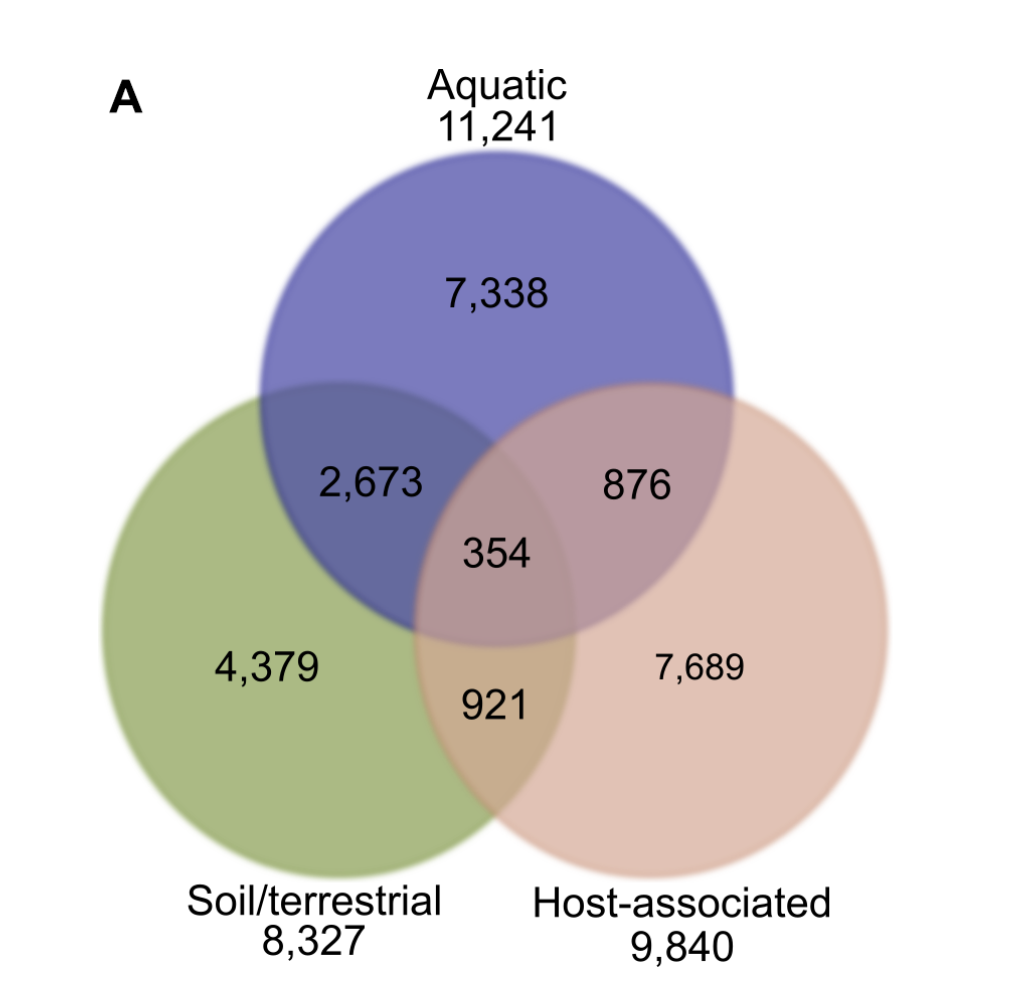 A
Aquatic
11,241
7,338
2,673
876
354
4,379
7,689
921
Soil/terrestrial
8,327
Host-associated
9,840